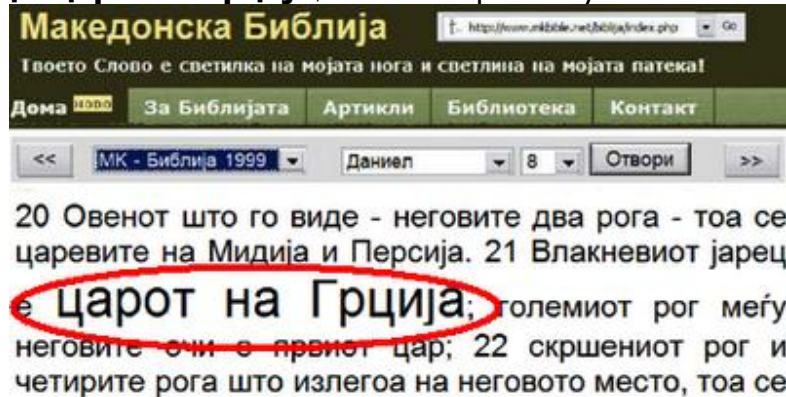 Македонска Библија
http://www.mkbible.net/biblija/index.php Go
Твоето Слово е светилка на мојата нога и светлина на мојата патека!
Дома ново За Библијата Артикли Библиотека Контакт
<< МК - Библија 1999 Даниел 8 Отвори >>
20 Овенот што го виде - неговите два рога - тоа се
царевите на Мидија и Персија. 21 Влакневиот јарец
е царот на Грција; големиот рог меѓу
неговите очи е првиот цар; 22 скршениот рог и
четирите рога што излегоа на неговото место, тоа се